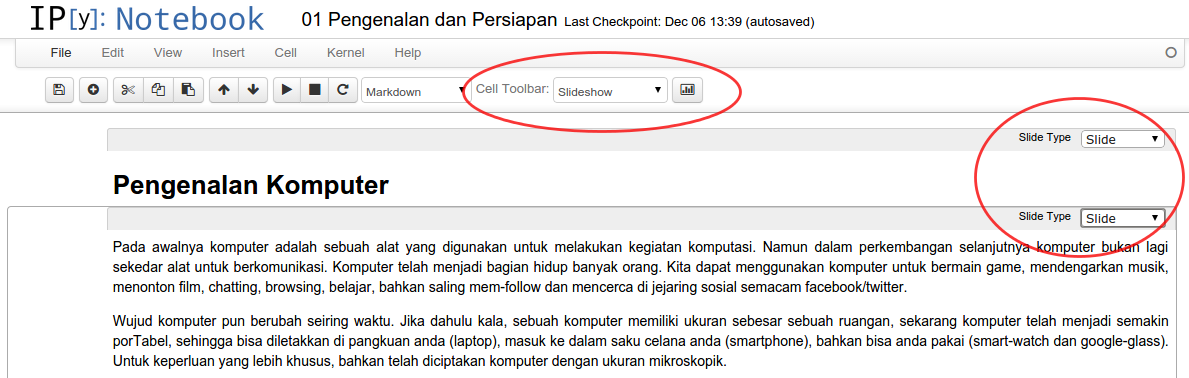 IP[y]: Notebook 01 Pengenalan dan Persiapan Last Checkpoint: Dec 06 13:39 (autosaved)
File Edit View Insert Cell Kernel Help
Markdown Cell Toolbar: Slideshow
Slide Type Slide
Pengenalan Komputer
Slide Type Slide
Pada awalnya komputer adalah sebuah alat yang digunakan untuk melakukan kegiatan komputasi. Namun dalam perkembangan selanjutnya komputer bukan lagi
sekedar alat untuk berkomunikasi. Komputer telah menjadi bagian hidup banyak orang. Kita dapat menggunakan komputer untuk bermain game, mendengarkan musik,
menonton film, chatting, browsing, belajar, bahkan saling mem-follow dan mencerca di jejaring sosial semacam facebook/twitter.
Wujud komputer pun berubah seiring waktu. Jika dahulu kala, sebuah komputer memiliki ukuran sebesar sebuah ruangan, sekarang komputer telah menjadi semakin
porTabel, sehingga bisa diletakkan di pangkuan anda (laptop), masuk ke dalam saku celana anda (smartphone), bahkan bisa anda pakai (smart-watch dan google-glass).
Untuk keperluan yang lebih khusus, bahkan telah diciptakan komputer dengan ukuran mikroskopik.